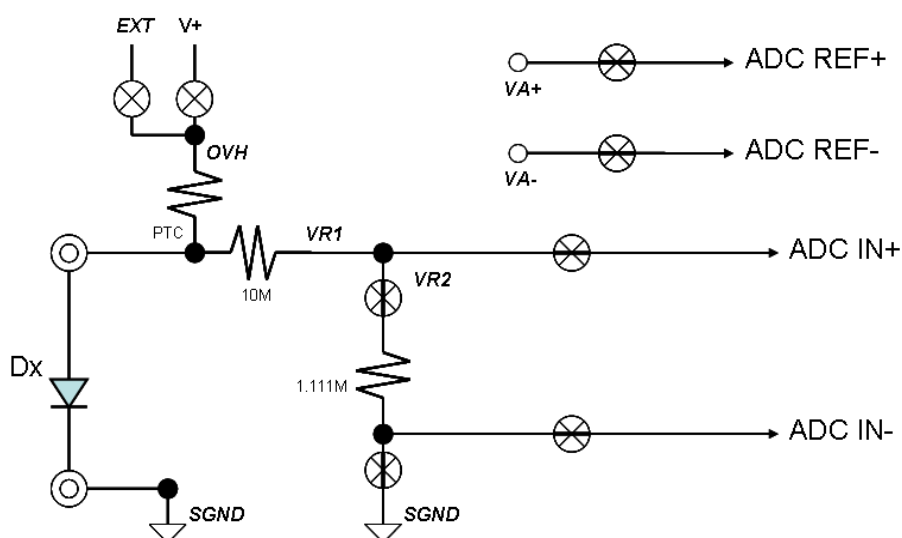 EXT V+
ADC REF+
VA+
OVH
ADC REF-
VA-
PTC
VR1
ADC IN+
VR2
10M
Dx
1.111M
ADC IN-
SGND
SGND